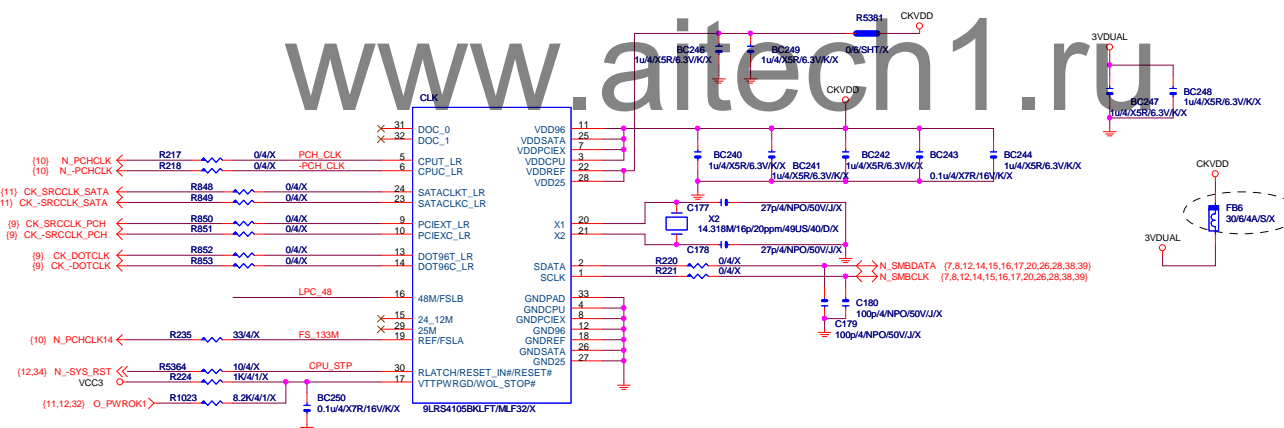 www.aitech1.ru
R5381
CKVDD
0/6/SHT/X
BC246
1u/4/X5R/6.3V/K/X
BC249
1u/4/X5R/6.3V/K/X
3VDUAL
BC247
1u/4/X5R/6.3V/K/X
BC248
1u/4/X5R/6.3V/K/X
CLK
CKVDD
31 DOC_0
32 DOC_1
VDD96 11
VDDSATA 25
VDDPCIEX 7
VDDCPU 3
VDDREF 22
VDD25 28
BC240
1u/4/X5R/6.3V/K/X
BC241
1u/4/X5R/6.3V/K/X
BC242
1u/4/X5R/6.3V/K/X
BC243
0.1u/4/X7R/16V/K/X
BC244
1u/4/X5R/6.3V/K/X
{10} N_PCHCLK R217 0/4/X PCH_CLK 5 CPUT_LR
{10} N_-PCHCLK R218 0/4/X -PCH_CLK 6 CPUC_LR
{11} CK_SRCCLK_SATA R848 0/4/X 24 SATACLKT_LR
11} CK_-SRCCLK_SATA R849 0/4/X 23 SATACLKC_LR
{9} CK_SRCCLK_PCH R850 0/4/X 9 PCIEXT_LR
{9} CK_-SRCCLK_PCH R851 0/4/X 10 PCIEXC_LR
{9} CK_DOTCLK R852 0/4/X 13 DOT96T_LR
{9} CK_-DOTCLK R853 0/4/X 14 DOT96C_LR
X1 20
X2 21
C177
27p/4/NPO/50V/J/X
X2
14.318M/16p/20ppm/49US/40/D/X
C178
27p/4/NPO/50V/J/X
CKVDD
FB6
30/6/4A/S/X
3VDUAL
SDATA 2 R220 0/4/X N_SMBDATA {7,8,12,14,15,16,17,20,26,28,38,39}
SCLK 1 R221 0/4/X N_SMBCLK {7,8,12,14,15,16,17,20,26,28,38,39}
C180
100p/4/NPO/50V/J/X
C179
100p/4/NPO/50V/J/X
LPC_48 16 48M/FSLB
15 24_12M
29 25M
{10} N_PCHCLK14 R235 33/4/X FS_133M 19 REF/FSLA
GNDPAD 33
GNDCPU 4
GNDPCIEX 8
GND96 12
GNDREF 18
GNDSATA 26
GND25 27
{12,34} N_-SYS_RST R5364 10/4/X CPU_STP 30 RLATCH/RESET_IN#/RESET#
VCC3 R224 1K/4/1/X 17 VTTPWRGD/WOL_STOP#
{11,12,32} O_PWROK1 R1023 8.2K/4/1/X
BC250
0.1u/4/X7R/16V/K/X
9LRS4105BKLFT/MLF32/X